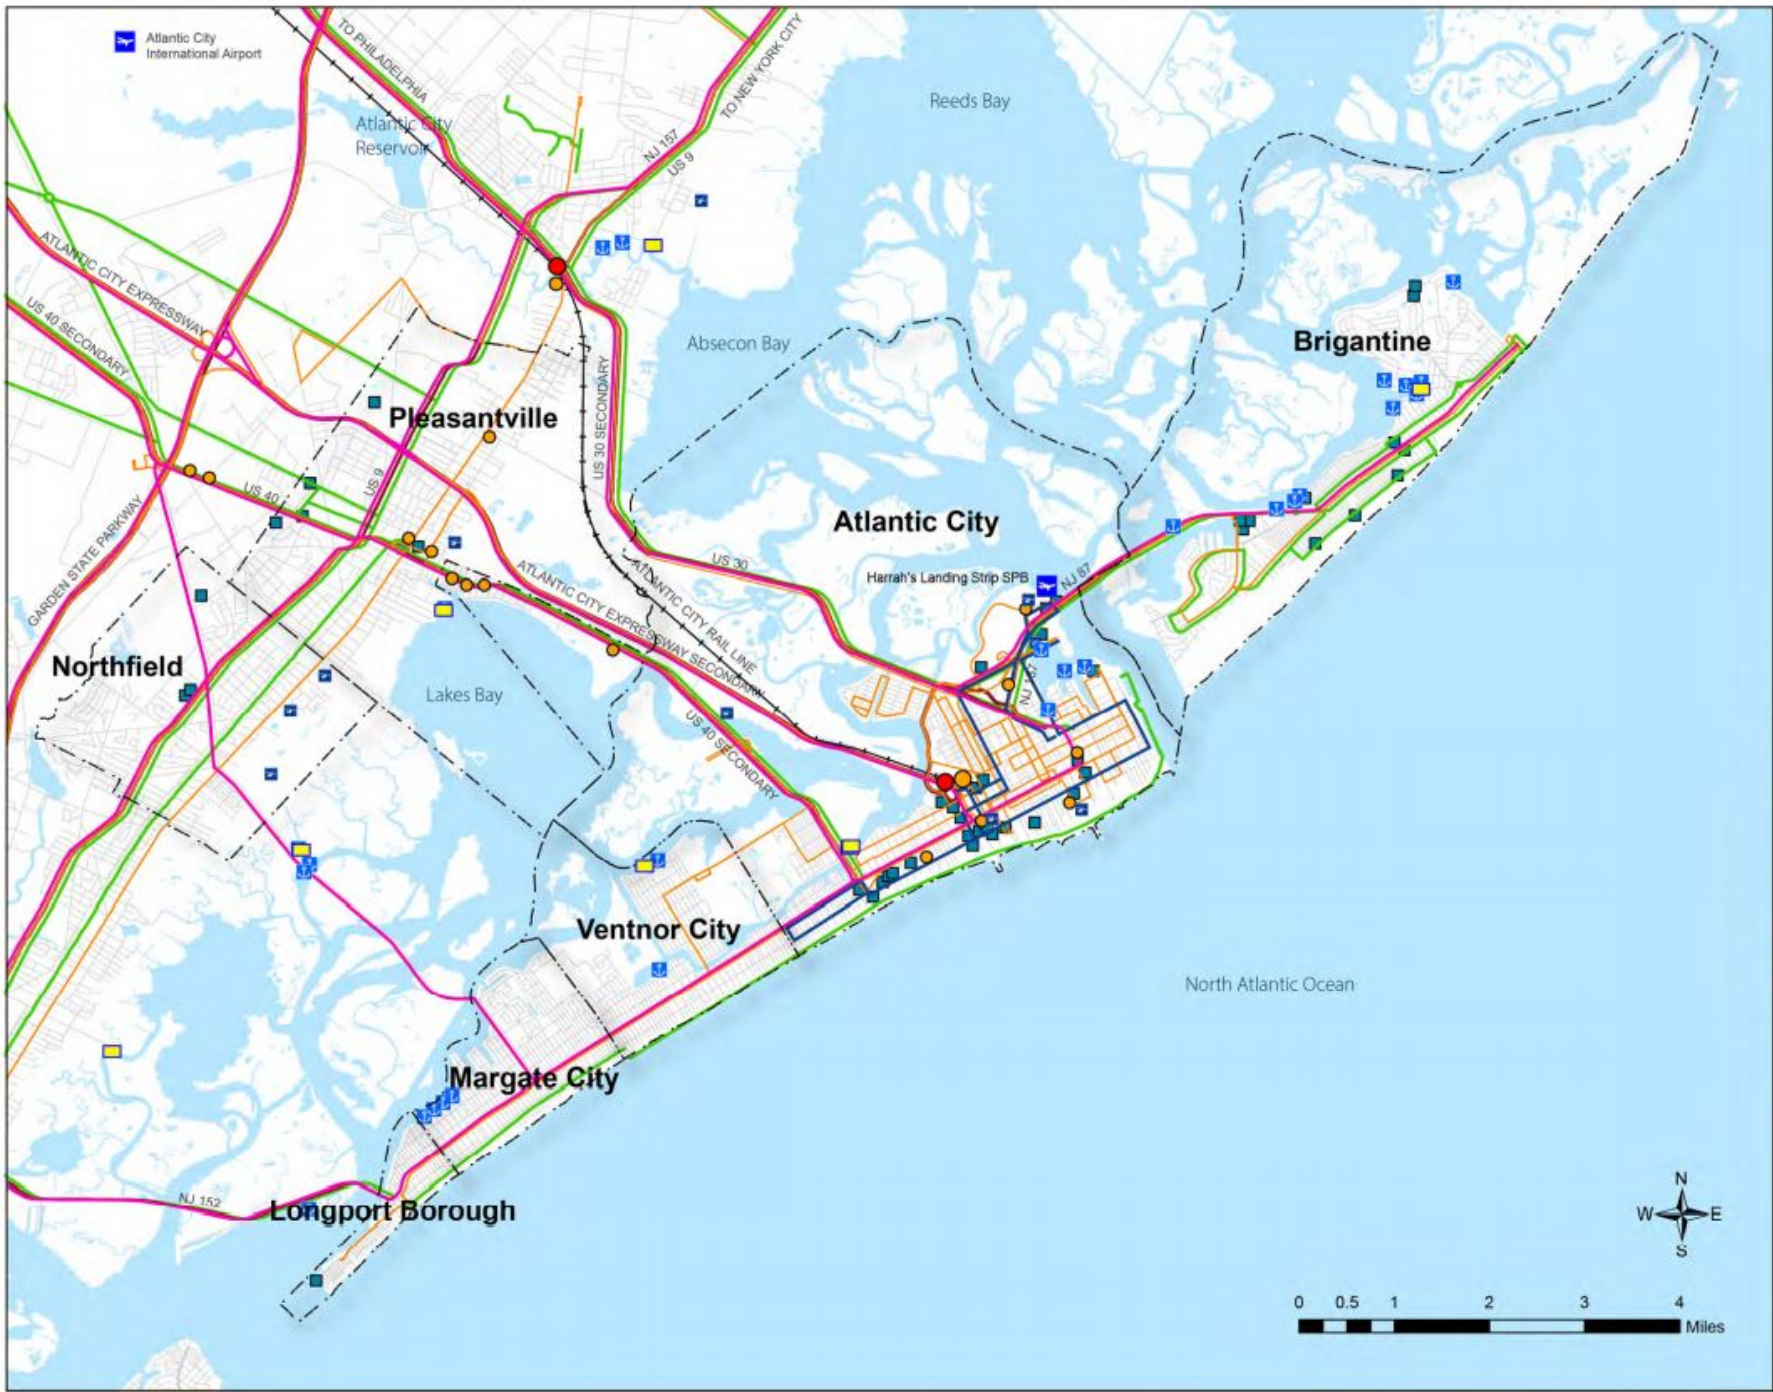 Atlantic City
International Airport
TO PHILADELPHIA
TO NEW YORK CITY
Reeds Bay
Atlantic City
Reservoir
NJ 157
US 9
ATLANTIC CITY EXPRESSWAY
US 40 SECONDARY
Absecon Bay
Brigantine
Pleasantville
US 30 SECONDARY
US 9
US 40
GARDEN STATE PARKWAY
Atlantic City
US 30
ATLANTIC CITY RAIL LINE
ATLANTIC CITY EXPRESSWAY SECONDARY
Harrah's Landing Strip SPB
NJ 87
Northfield
Lakes Bay
NJ 187
US 40 SECONDARY
Ventnor City
North Atlantic Ocean
Margate City
NJ 152
Longport Borough
N
W E
S
0 0.5 1 2 3 4
Miles